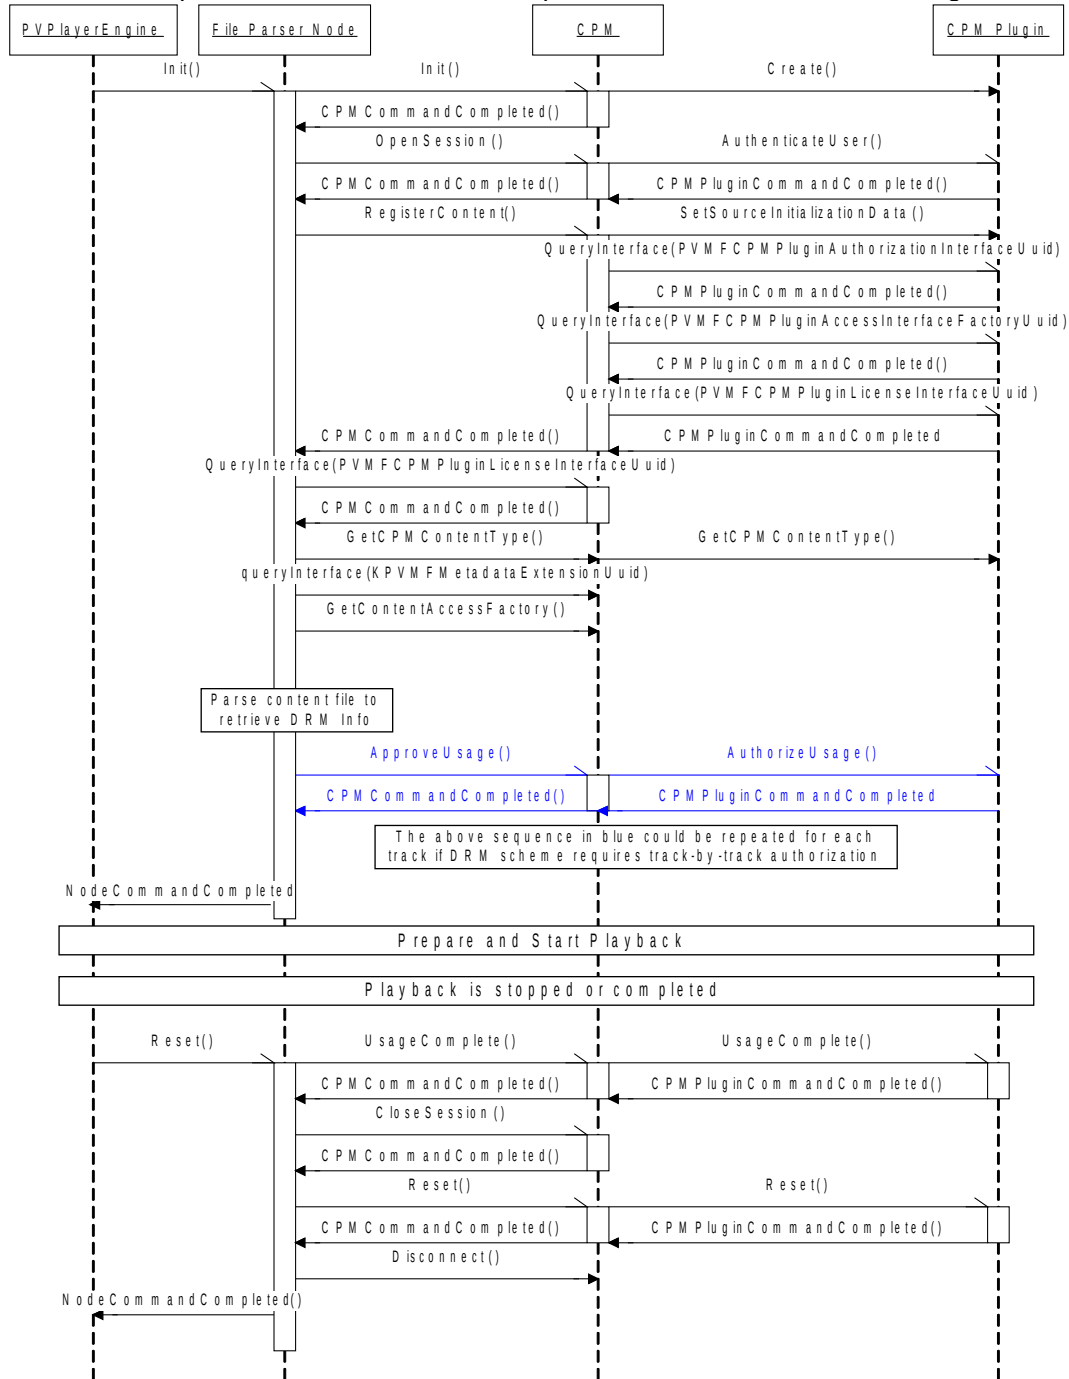 PVPlayerEngine File Parser Node CPM CPM Plugin
Init() Init() Create()
CPMCommandCompleted()
OpenSession() AuthenticateUser()
CPMCommandCompleted() CPMPluginCommandCompleted()
RegisterContent() SetSourceInitializationData()
QueryInterface(PVMFCPMPluginAuthorizationInterfaceUuid)
CPMPluginCommandCompleted()
QueryInterface(PVMFCPMPluginAccessInterfaceFactoryUuid)
CPMPluginCommandCompleted()
QueryInterface(PVMFCPMPluginLicenseInterfaceUuid)
CPMCommandCompleted() CPMPluginCommandCompleted
QueryInterface(PVMFCPMPluginLicenseInterfaceUuid)
CPMCommandCompleted()
GetCPMContentType() GetCPMContentType()
queryInterface(KPVMFMetadataExtensionUuid)
GetContentAccessFactory()
Parse content file to
retrieve DRM Info
ApproveUsage() AuthorizeUsage()
CPMCommandCompleted() CPMPluginCommandCompleted
The above sequence in blue could be repeated for each
track if DRM scheme requires track-by-track authorization
NodeCommandCompleted
Prepare and Start Playback
Playback is stopped or completed
Reset() UsageComplete() UsageComplete()
CPMCommandCompleted() CPMPluginCommandCompleted()
CloseSession()
CPMCommandCompleted()
Reset() Reset()
CPMCommandCompleted() CPMPluginCommandCompleted()
Disconnect()
NodeCommandCompleted()